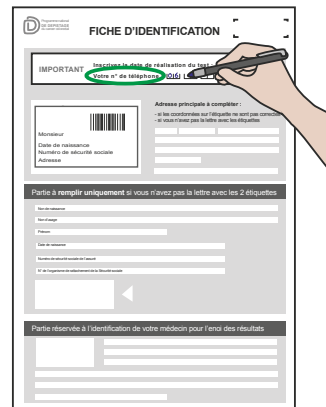 Programme national
DE DÉPISTAGE
FICHE D'IDENTIFICATION
IMPORTANT
Inscrivez la date de réalisation du test
Votre n° de téléphone
Monsieur
Date de naissance
Numéro de sécurité sociale
Adresse
Adresse principale à compléter :
- si les coordonnées sur l'étiquette ne sont pas correctes
- si vous n'avez pas la lettre avec les étiquettes
Partie à remplir uniquement si vous n'avez pas la lettre avec les 2 étiquettes
Nom de naissance
Nom d'usage
Prénom
Date de naissance
Numéro de sécurité sociale de l'assuré
N° de l'organisme de rattachement de la Sécurité sociale
Partie réservée à l'identification de votre médecin pour l'enoi des résultats